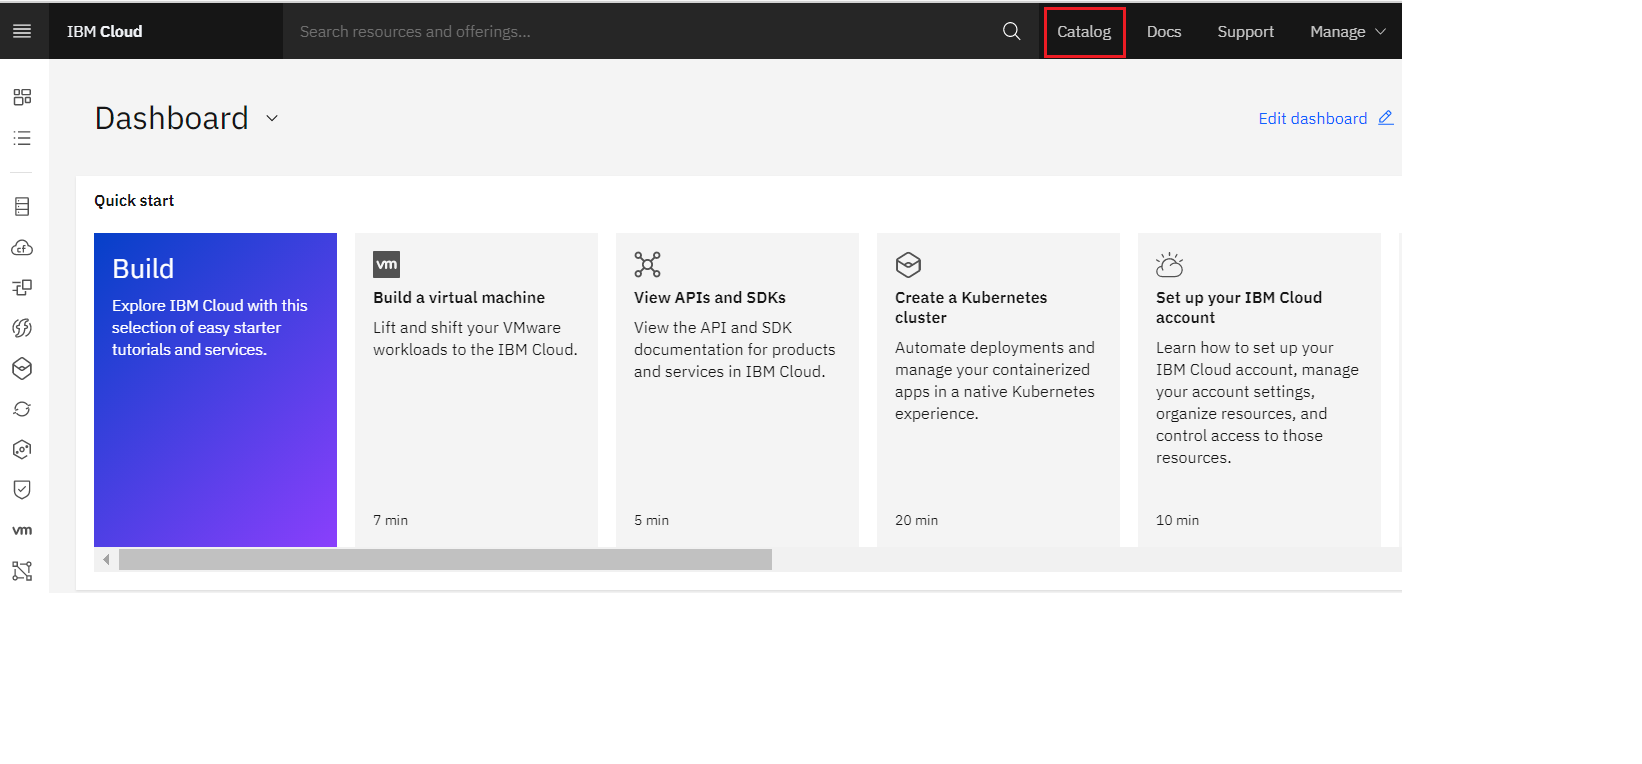 IBM Cloud
Search resources and offerings...
Catalog
Docs
Support
Manage
Dashboard
Edit dashboard
Quick start
Build
Explore IBM Cloud with this
selection of easy starter
tutorials and services.
vm
Build a virtual machine
Lift and shift your VMware
workloads to the IBM Cloud.
7 min
View APIs and SDKs
View the API and SDK
documentation for products
and services in IBM Cloud.
5 min
Create a Kubernetes
cluster
Automate deployments and
manage your containerized
apps in a native Kubernetes
experience.
20 min
Set up your IBM Cloud
account
Learn how to set up your
IBM Cloud account, manage
your account settings,
organize resources, and
control access to those
resources.
10 min
cf
vm